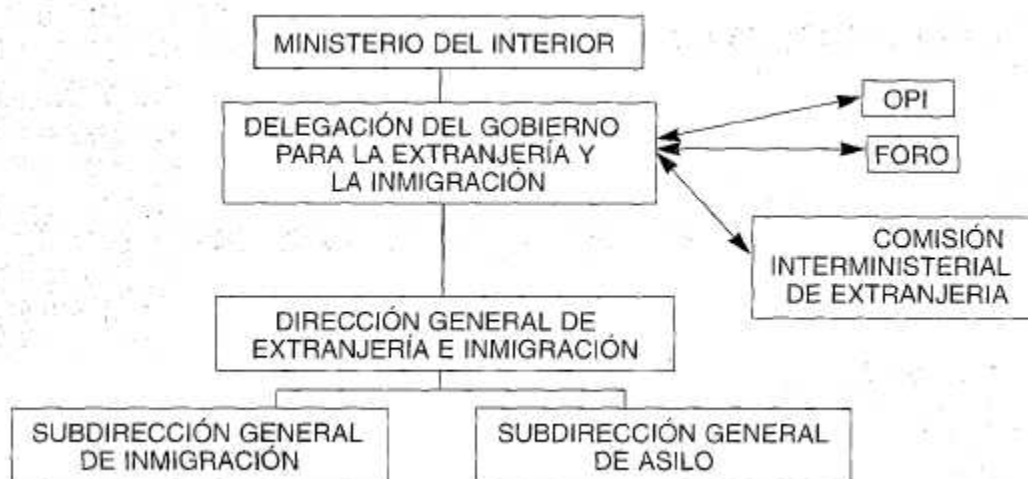 MINISTERIO DEL INTERIOR
DELEGACIÓN DEL GOBIERNO
PARA LA EXTRANJERÍA Y
LA INMIGRACIÓN
OPI
FORO
COMISIÓN
INTERMINISTERIAL
DE EXTRANJERIA
DIRECCIÓN GENERAL DE
EXTRANJERÍA E INMIGRACIÓN
SUBDIRECCIÓN GENERAL
DE INMIGRACIÓN
SUBDIRECCIÓN GENERAL
DE ASILO